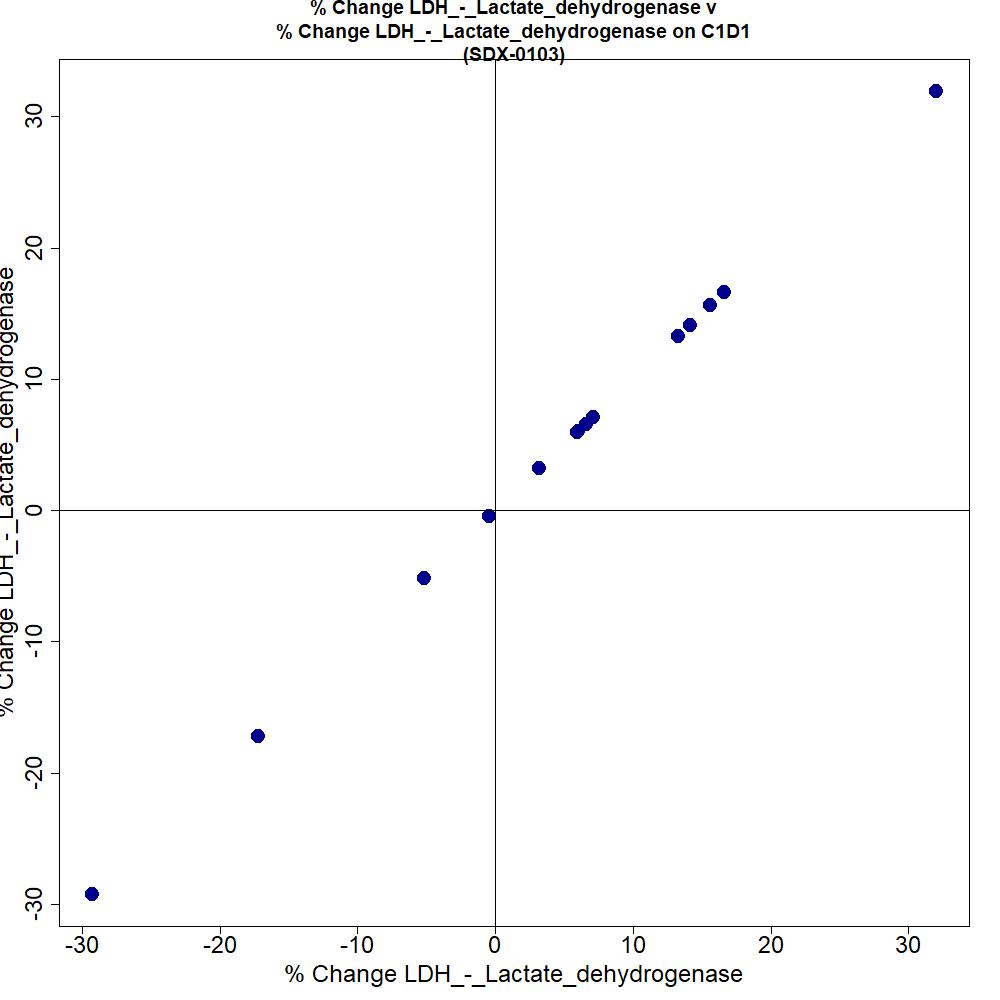 % Change LDH_-_Lactate_dehydrogenase v
% Change LDH_-_Lactate_dehydrogenase on C1D1
(SDX-0103)
% Change LDH_-_Lactate_dehydrogenase
30
20
10
0
-10
-20
-30
-30 -20 -10 0 10 20 30
% Change LDH_-_Lactate_dehydrogenase